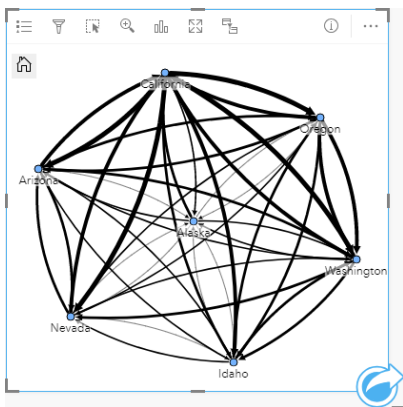 California
Oregon
Arizona
Alaska
Washington
Nevada
Idaho